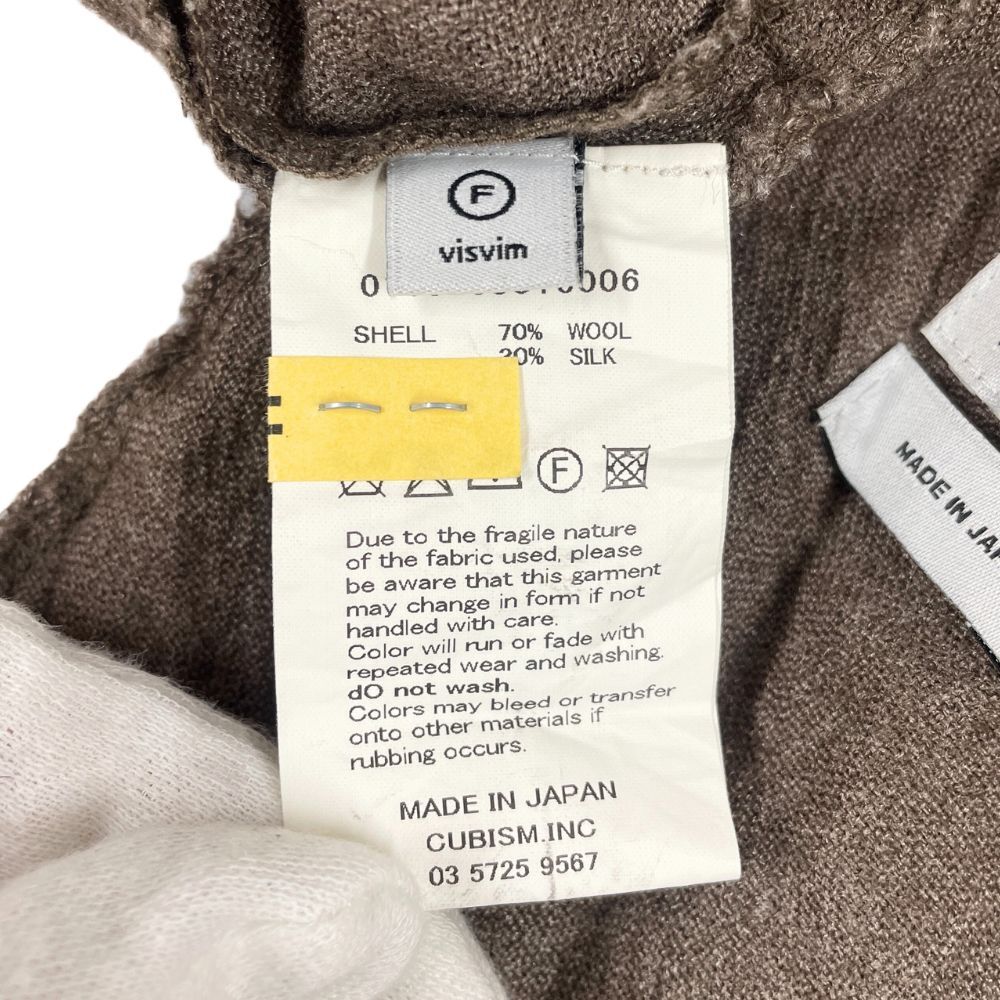 F
visvim
0006
SHELL 70% WOOL
30% SILK
F
Due to the fragile nature
of the fabric used, please
be aware that this garment
may change in form if not
handled with care.
Color will run or fade with
repeated wear and washing.
dO not wash.
Colors may bleed or transfer
onto other materials if
rubbing occurs.
MADE IN JAPAN
CUBISM.INC
03 5725 9567
MADE IN JAP